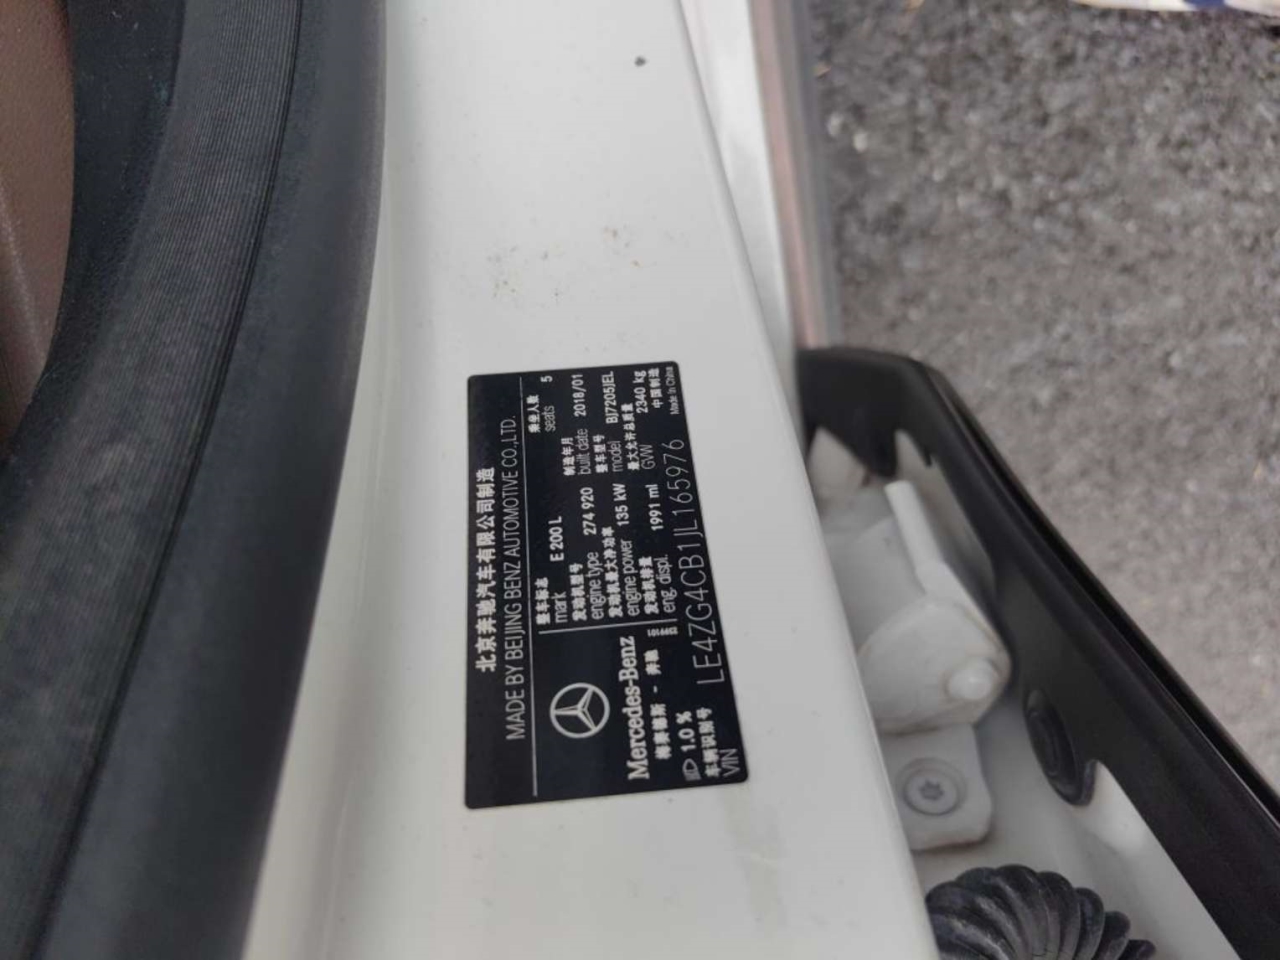 北京奔驰汽车有限公司制造
MADE BY BEIJING BENZ AUTOMOTIVE CO.,LTD.
整车标志
mark E 200 L
乘坐人数
seats 5
发动机型号
engine type 274 920
制造年月
built date 2018/01
发动机最大净功率
engine power 135 kW
整车型号
model BJ7205JEL
发动机排量
eng. displ. 1991 ml
最大允许总质量
GVW 2340 kg
Mercedes-Benz
梅赛德斯 - 奔驰
中国制造
Made In China
1.0 %
车辆识别号
VIN LE4ZG4CB1JL165976